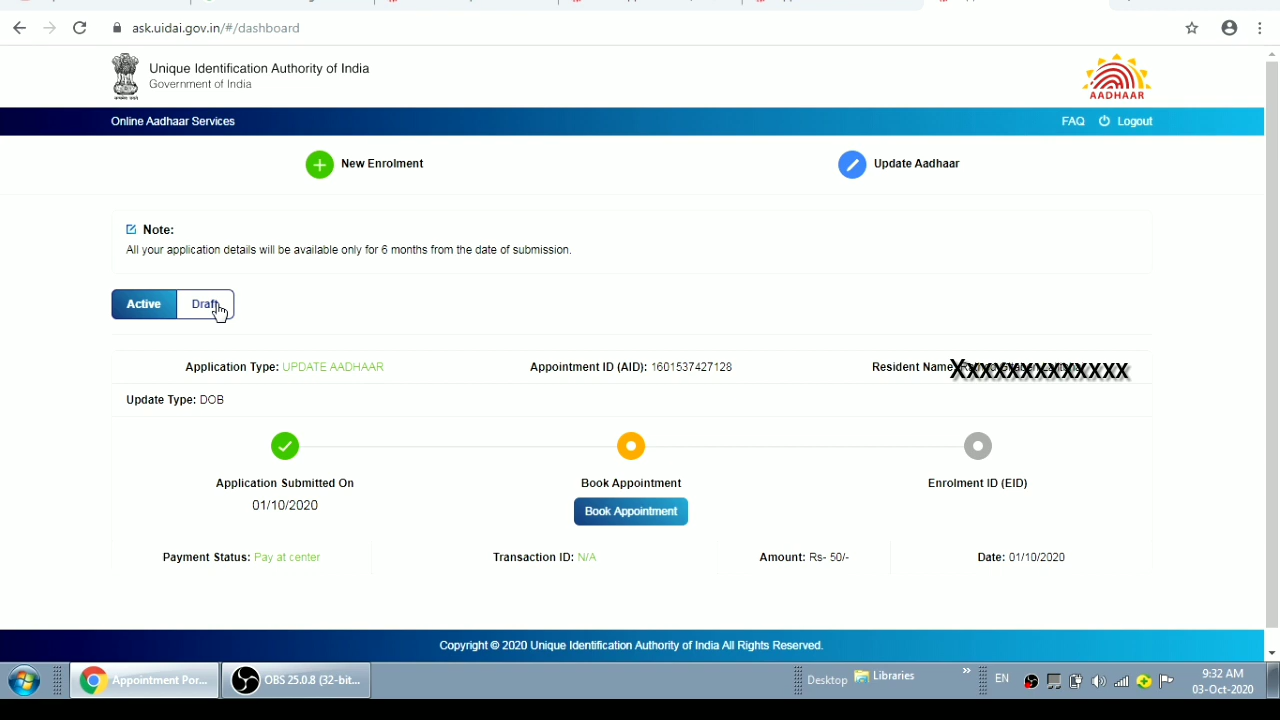 ask.uidai.gov.in/#/dashboard
Unique Identification Authority of India
Government of India
AADHAAR
Online Aadhaar Services FAQ Logout
New Enrolment Update Aadhaar
Note:
All your application details will be available only for 6 months from the date of submission.
Active Draft
Application Type: UPDATE AADHAAR Appointment ID (AID): 1601537427128 Resident Name: Xxxxxxxxxxxxx
Update Type: DOB
Application Submitted On Book Appointment Enrolment ID (EID)
01/10/2020 Book Appointment
Payment Status: Pay at center Transaction ID: N/A Amount: Rs- 50/- Date: 01/10/2020
Copyright © 2020 Unique Identification Authority of India All Rights Reserved.
Appointment Por... OBS 25.0.8 (32-bit... Desktop Libraries » EN 9:32 AM
03-Oct-2020